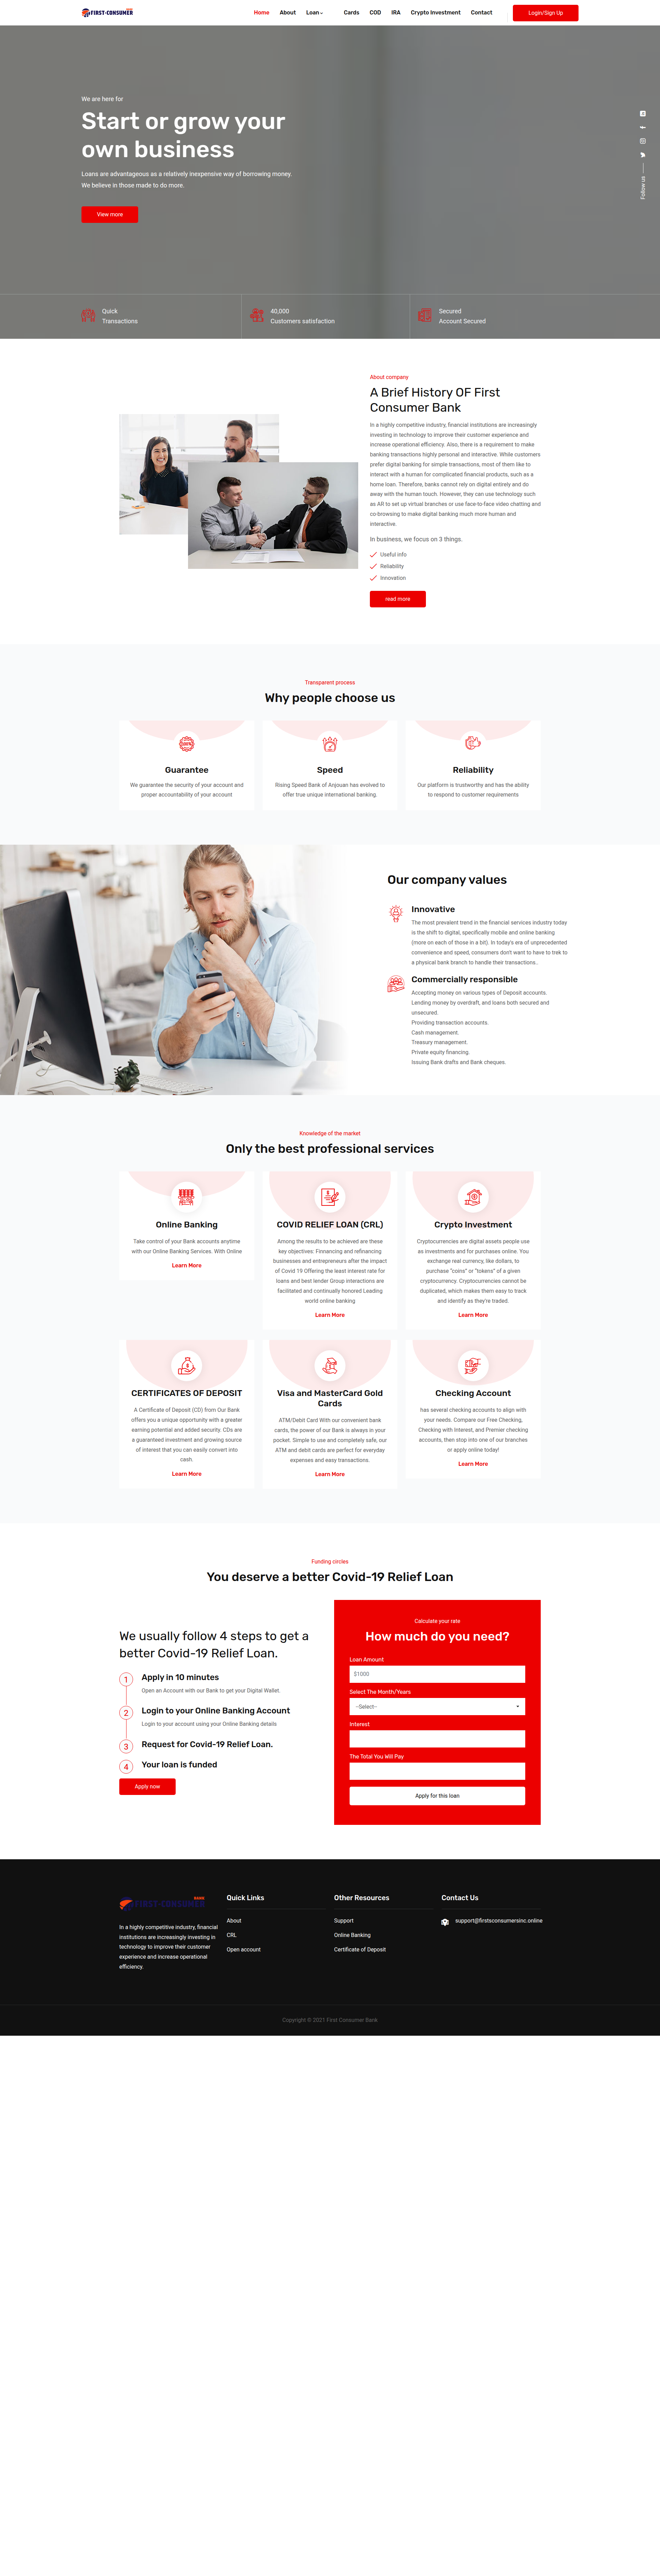 FIRST-CONSUMER
Home About Loan Cards COD IRA Crypto Investment Contact Login/Sign Up
We are here for
Start or grow your
own business
Loans are advantageous as a relatively inexpensive way of borrowing money.
We believe in those made to do more.
View more
Follow us
Quick
Transactions
40,000
Customers satisfaction
Secured
Account Secured
About company
A Brief History OF First
Consumer Bank
In a highly competitive industry, financial institutions are increasingly
investing in technology to improve their customer experience and
increase operational efficiency. Also, there is a requirement to make
banking transactions highly personal and interactive. While customers
prefer digital banking for simple transactions, most of them like to
interact with a human for complicated financial products, such as a
home loan. Therefore, banks cannot rely on digital entirely and do
away with the human touch. However, they can use technology such
as AR to set up virtual branches or use face-to-face video chatting and
co-browsing to make digital banking much more human and
interactive.
In business, we focus on 3 things.
Useful info
Reliability
Innovation
read more
Transparent process
Why people choose us
100%
Guarantee
We guarantee the security of your account and
proper accountability of your account
Speed
Rising Speed Bank of Anjouan has evolved to
offer true unique international banking.
Reliability
Our platform is trustworthy and has the ability
to respond to customer requirements
Our company values
Innovative
The most prevalent trend in the financial services industry today
is the shift to digital, specifically mobile and online banking
(more on each of those in a bit). In today's era of unprecedented
convenience and speed, consumers don't want to have to trek to
a physical bank branch to handle their transactions..
Commercially responsible
Accepting money on various types of Deposit accounts.
Lending money by overdraft, and loans both secured and
unsecured.
Providing transaction accounts.
Cash management.
Treasury management.
Private equity financing.
Issuing Bank drafts and Bank cheques.
Knowledge of the market
Only the best professional services
Online Banking
Take control of your Bank accounts anytime
with our Online Banking Services. With Online
Learn More
COVID RELIEF LOAN (CRL)
Among the results to be achieved are these
key objectives: Finnancing and refinancing
businesses and entrepreneurs after the impact
of Covid 19 Offering the least interest rate for
loans and best lender Group interactions are
facilitated and continually honored Leading
world online banking
Learn More
Crypto Investment
Cryptocurrencies are digital assets people use
as investments and for purchases online. You
exchange real currency, like dollars, to
purchase "coins" or "tokens" of a given
cryptocurrency. Cryptocurrencies cannot be
duplicated, which makes them easy to track
and identify as they're traded.
Learn More
CERTIFICATES OF DEPOSIT
A Certificate of Deposit (CD) from Our Bank
offers you a unique opportunity with a greater
earning potential and added security. CDs are
a guaranteed investment and growing source
of interest that you can easily convert into
cash.
Learn More
Visa and MasterCard Gold
Cards
ATM/Debit Card With our convenient bank
cards, the power of our Bank is always in your
pocket. Simple to use and completely safe, our
ATM and debit cards are perfect for everyday
expenses and easy transactions.
Learn More
Checking Account
has several checking accounts to align with
your needs. Compare our Free Checking,
Checking with Interest, and Premier checking
accounts, then stop into one of our branches
or apply online today!
Learn More
Funding circles
You deserve a better Covid-19 Relief Loan
We usually follow 4 steps to get a
better Covid-19 Relief Loan.
1 Apply in 10 minutes
Open an Account with our Bank to get your Digital Wallet
2 Login to your Online Banking Account
Login to your account using your Online Banking details
3 Request for Covid-19 Relief Loan.
4 Your loan is funded
Apply now
Calculate your rate
How much do you need?
Loan Amount
$1000
Select The Month/Years
--Select--
Interest
The Total You Will Pay
Apply for this loan
FIRST-CONSUMER
BANK
In a highly competitive industry, financial
institutions are increasingly investing in
technology to improve their customer
experience and increase operational
efficiency.
Quick Links
About
CRL
Open account
Other Resources
Support
Online Banking
Certificate of Deposit
Contact Us
support@firstsconsumersinc.online
Copyright © 2021 First Consumer Bank